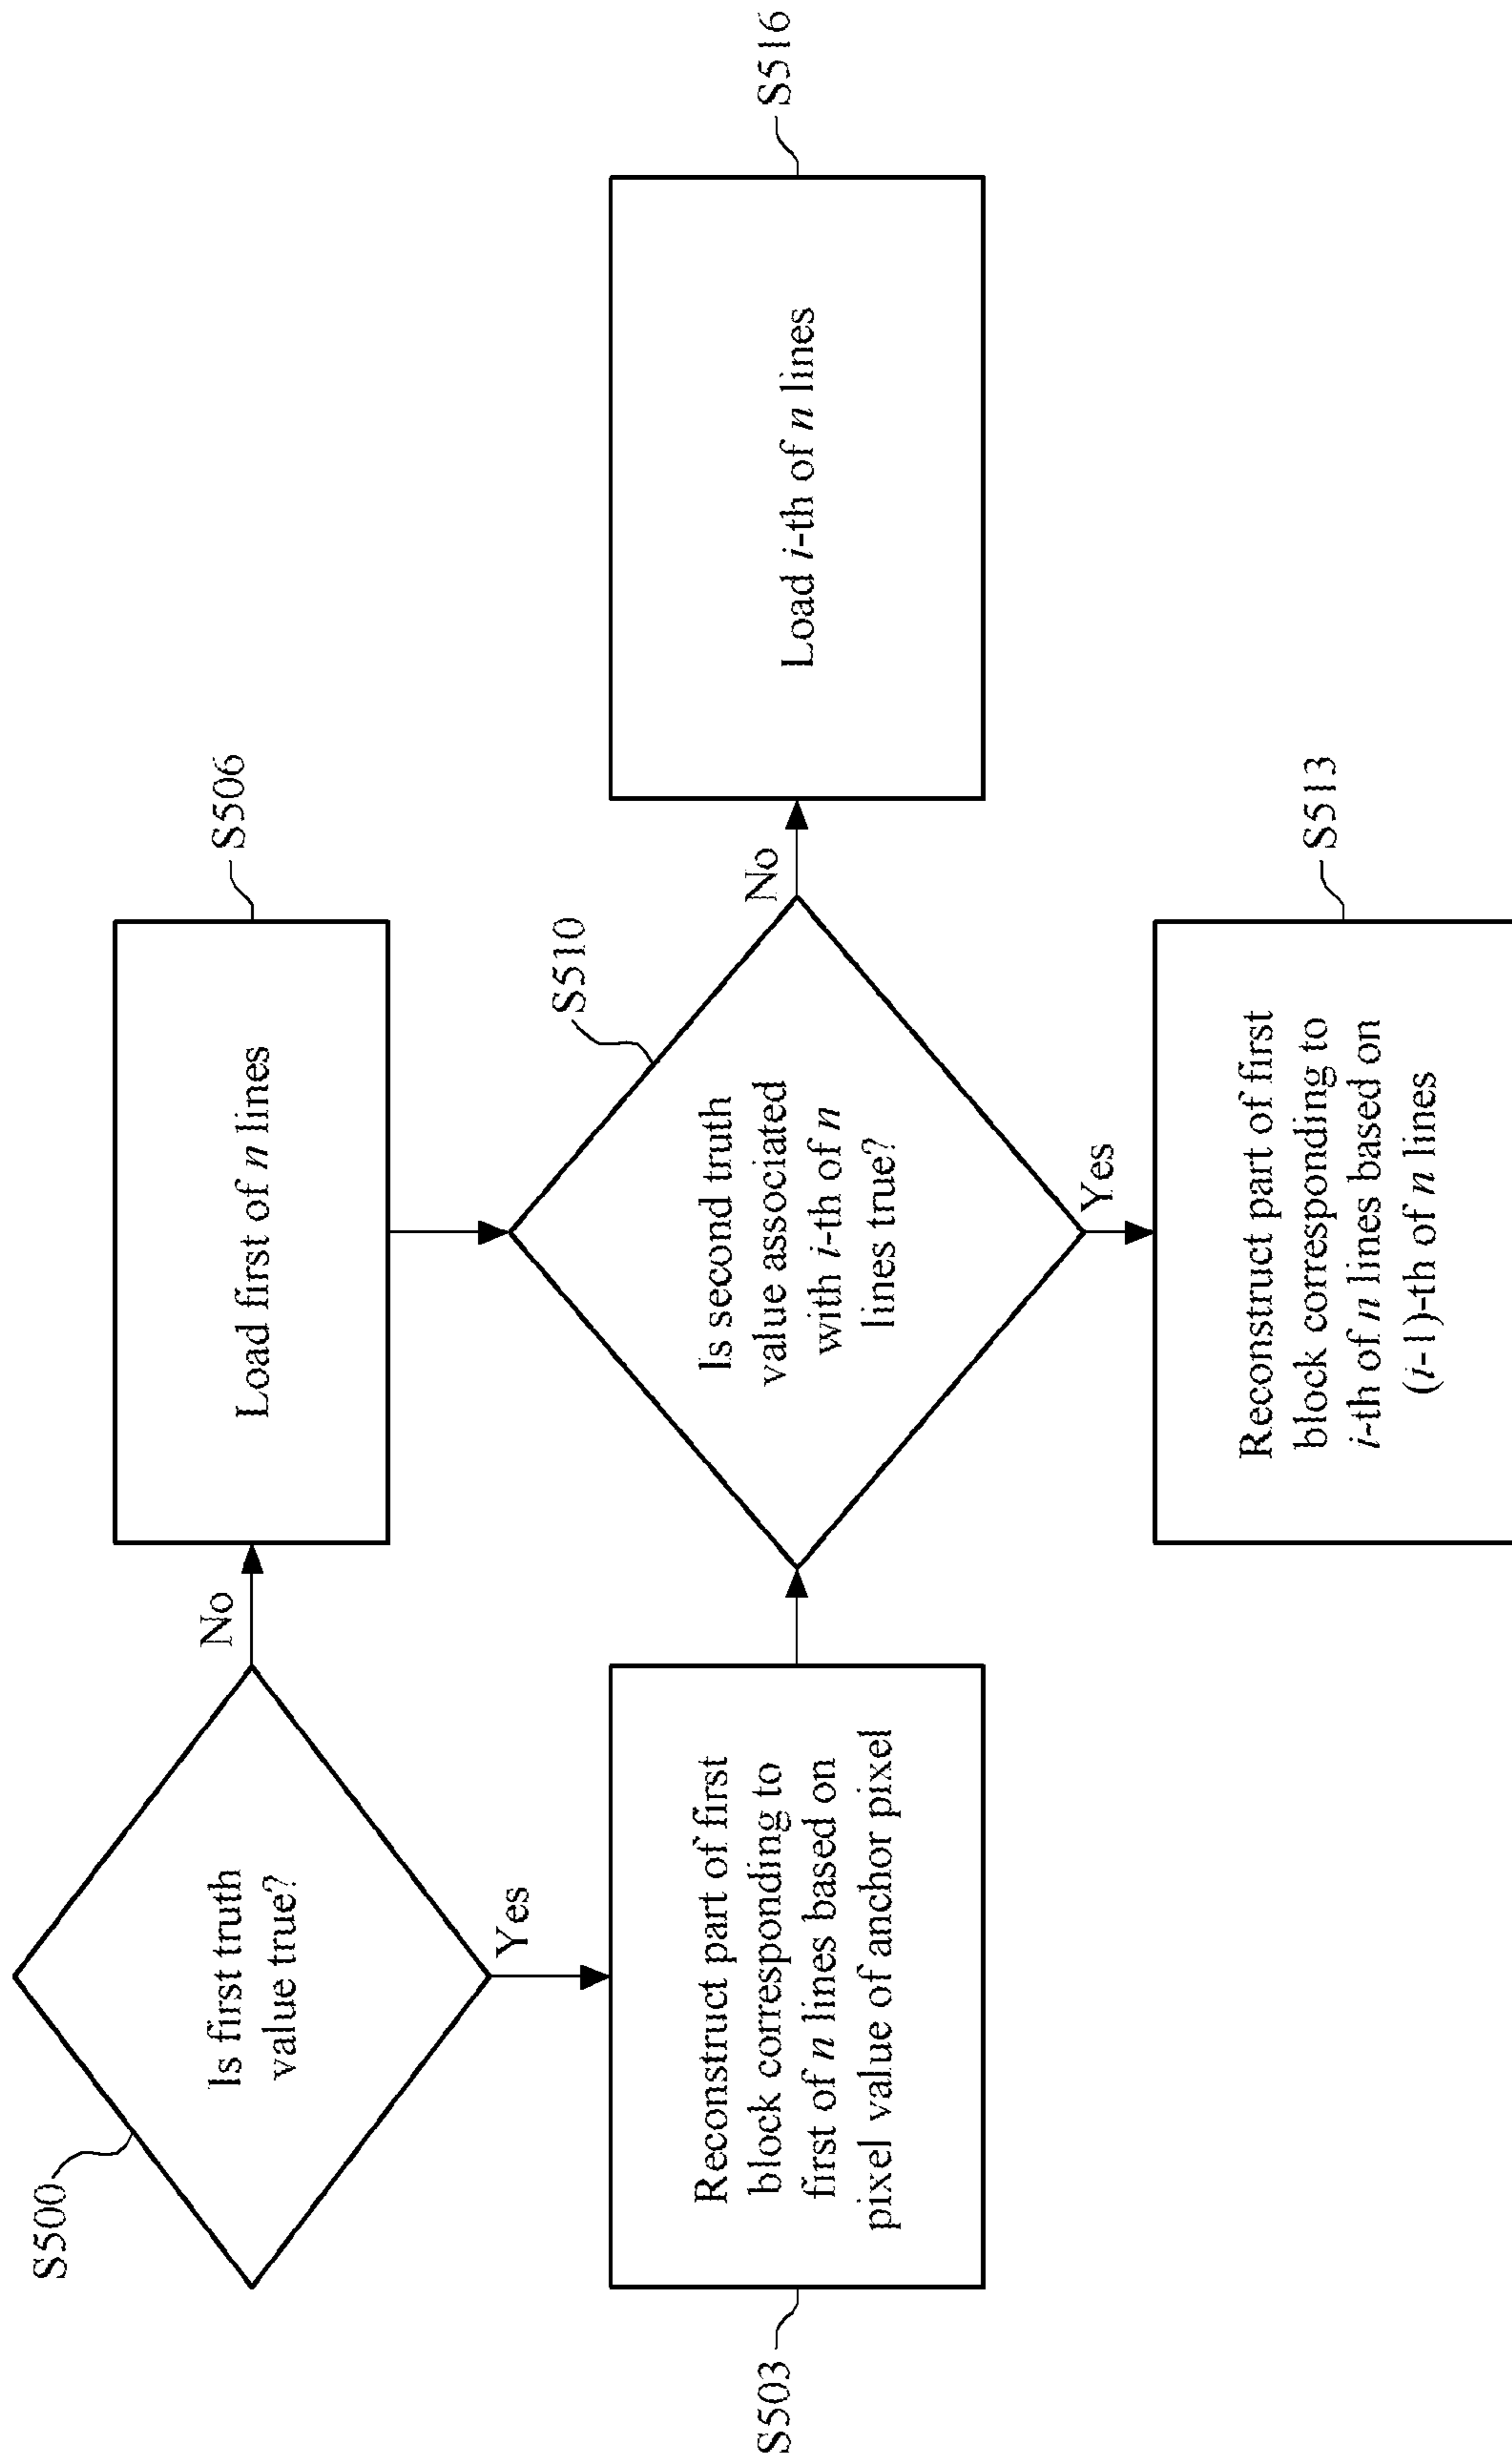 S500
Is first truth
value true?
No
Load first of n lines
S506
Yes
S503
Reconstruct part of first
block corresponding to
first of n lines based on
pixel value of anchor pixel
S510
Is second truth
value associated
with i-th of n
lines true?
No
Load i-th of n lines
S516
Yes
Reconstruct part of first
block corresponding to
i-th of n lines based on
(i-1)-th of n lines
S513